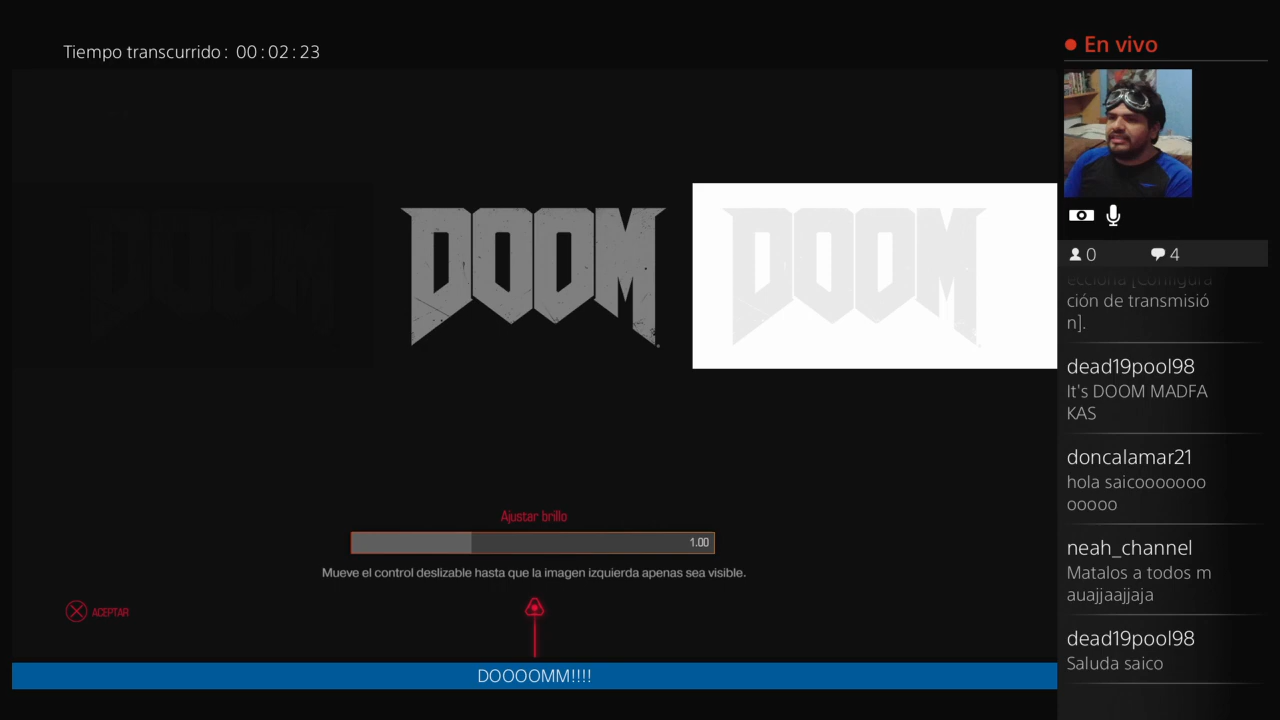 Tiempo transcurrido: 00:02:23
En vivo
DOOM
DOOM
DOOM
0
4
ción de transmisió
n].
dead19pool98
It's DOOM MADFA
KAS
doncalamar21
hola saicooooooo
ooooo
neah_channel
Matalos a todos m
auajjaajjaja
dead19pool98
Saluda saico
Ajustar brillo
1.00
Mueve el control deslizable hasta que la imagen izquierda apenas sea visible.
ACEPTAR
DOOOOMM!!!!